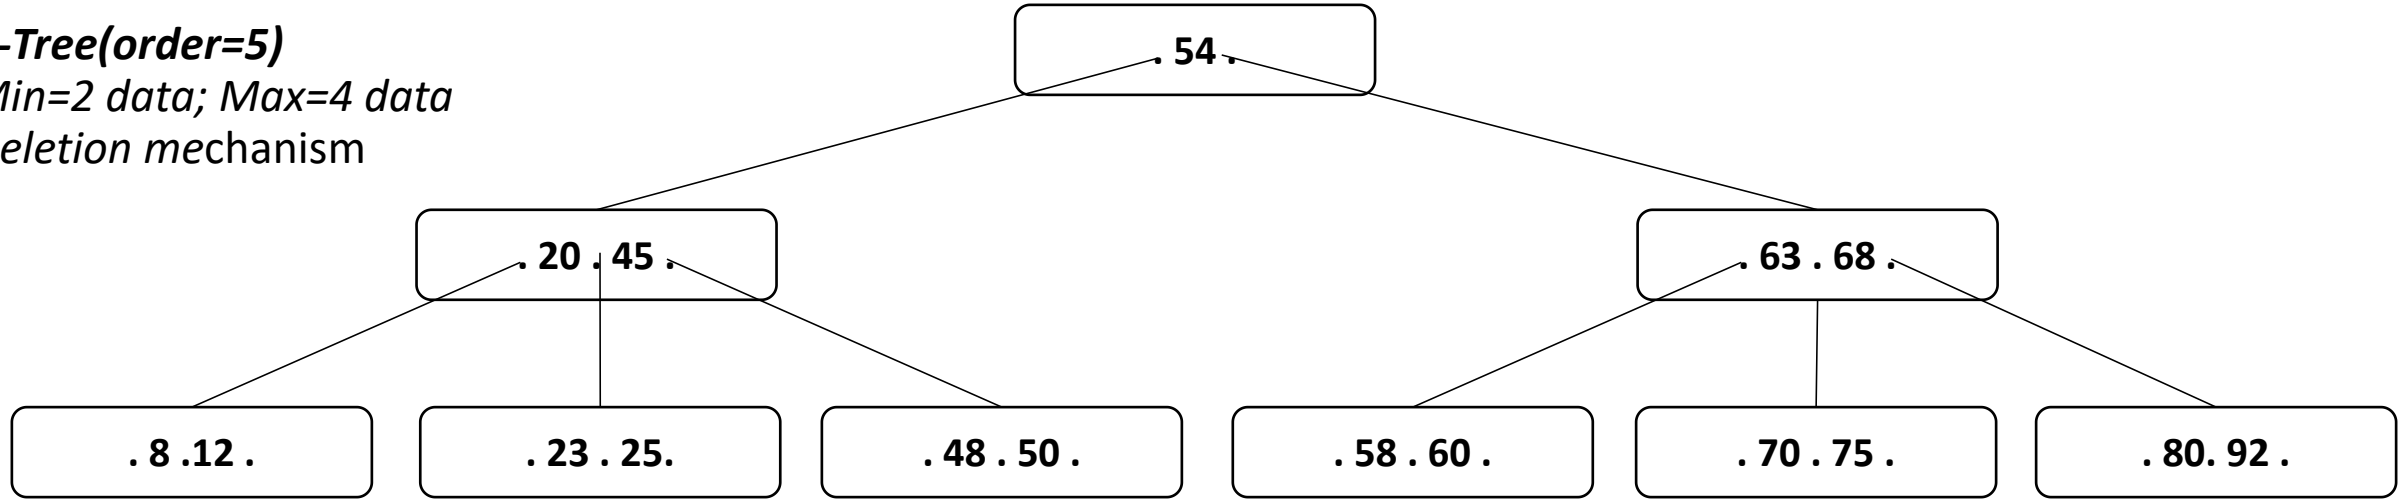 -Tree(order=5)
Min=2 data; Max=4 data
eletion mechanism
. 54 .
. 20 . 45 .
. 63 . 68 .
. 8 .12 .
. 23 . 25.
. 48 . 50 .
. 58 . 60 .
. 70 . 75 .
. 80. 92 .